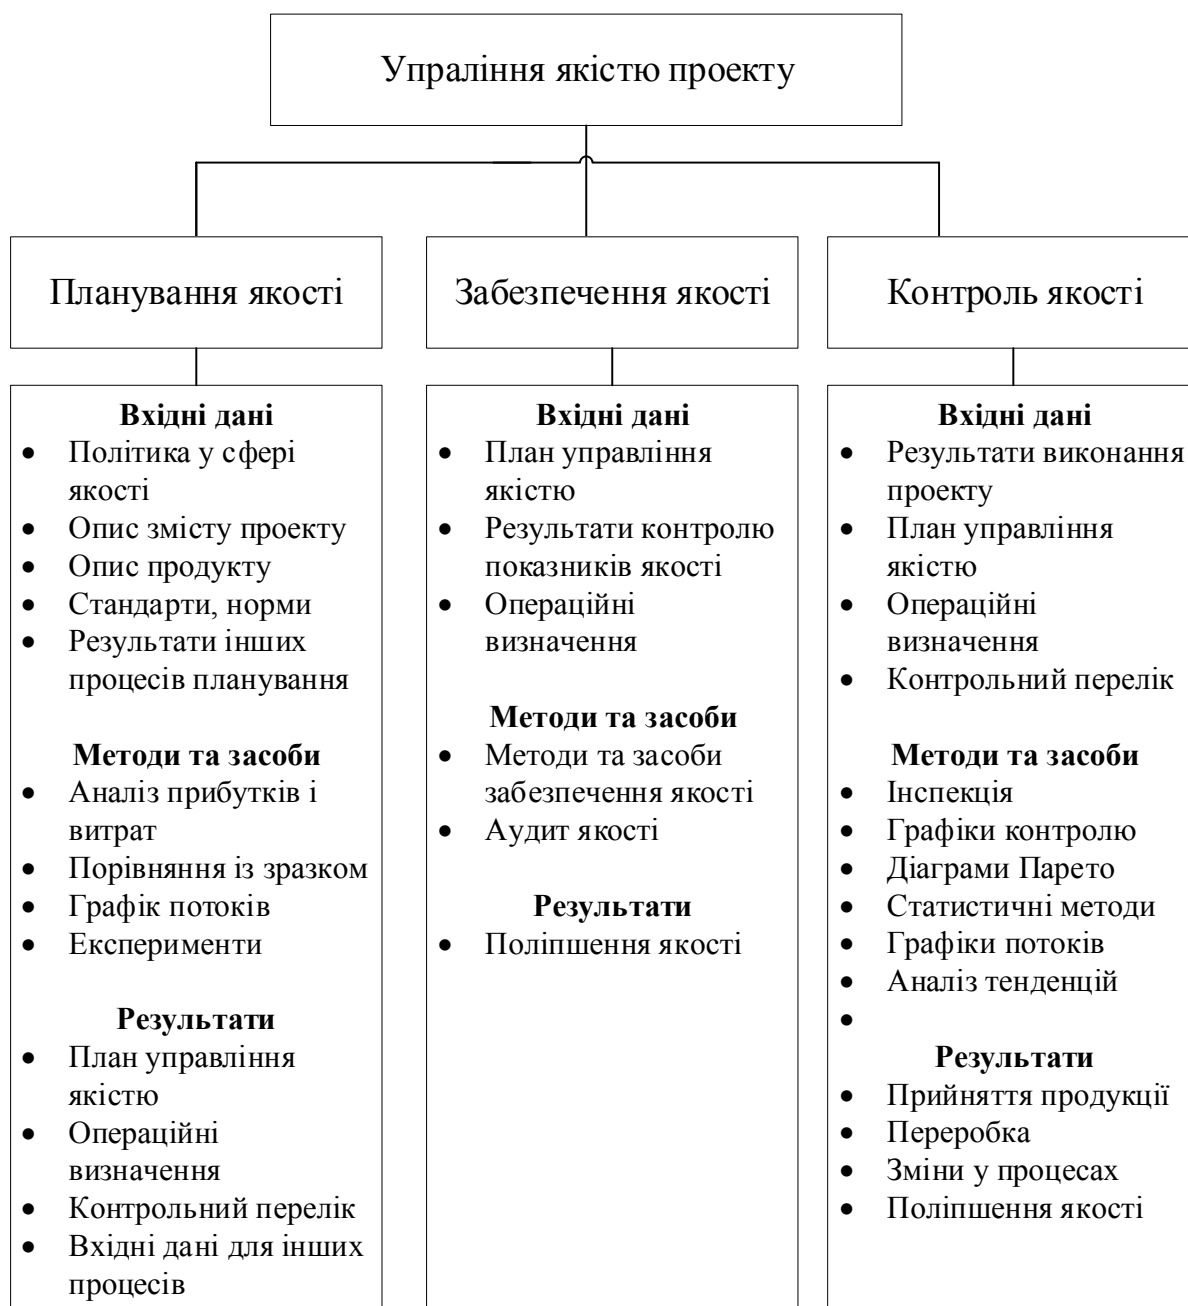 Упраління якістю проекту
Планування якості
Забезпечення якості
Контроль якості
Вхідні дані
• Політика у сфері
якості
• Опис змісту проекту
• Опис продукту
• Стандарти, норми
• Результати інших
процесів планування
Методи та засоби
• Аналіз прибутків і
витрат
• Порівняння із зразком
• Графік потоків
• Експерименти
Результати
• План управління
якістю
• Операційні
визначення
• Контрольний перелік
• Вхідні дані для інших
процесів
Вхідні дані
• План управління
якістю
• Результати контролю
показників якості
• Операційні
визначення
Методи та засоби
• Методи та засоби
забезпечення якості
• Аудит якості
Результати
• Поліпшення якості
Вхідні дані
• Результати виконання
проекту
• План управління
якістю
• Операційні
визначення
• Контрольний перелік
Методи та засоби
• Інспекція
• Графіки контролю
• Діаграми Парето
• Статистичні методи
• Графіки потоків
• Аналіз тенденцій
•
Результати
• Прийняття продукції
• Переробка
• Зміни у процесах
• Поліпшення якості